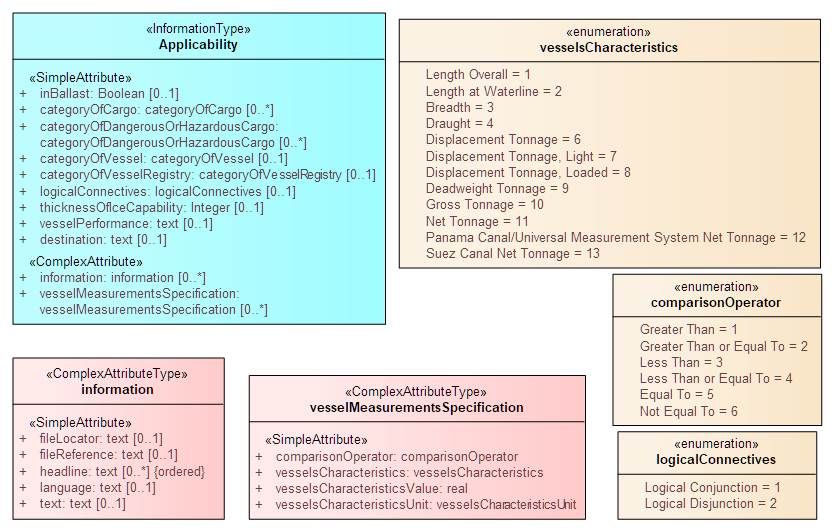 «InformationType»
Applicability
«SimpleAttribute»
+ inBallast: Boolean [0..1]
+ categoryOfCargo: categoryOfCargo [0..*]
+ categoryOfDangerousOrHazardousCargo:
categoryOfDangerousOrHazardousCargo [0..*]
+ categoryOfVessel: categoryOfVessel [0..1]
+ categoryOfVesselRegistry: categoryOfVesselRegistry [0..1]
+ logicalConnectives: logicalConnectives [0..1]
+ thicknessOfIceCapability: Integer [0..1]
+ vesselPerformance: text [0..1]
+ destination: text [0..1]
«ComplexAttribute»
+ information: information [0..*]
+ vesselMeasurementsSpecification:
vesselMeasurementsSpecification [0..*]
«enumeration»
vesselsCharacteristics
Length Overall = 1
Length at Waterline = 2
Breadth = 3
Draught = 4
Displacement Tonnage = 6
Displacement Tonnage, Light = 7
Displacement Tonnage, Loaded = 8
Deadweight Tonnage = 9
Gross Tonnage = 10
Net Tonnage = 11
Panama Canal/Universal Measurement System Net Tonnage = 12
Suez Canal Net Tonnage = 13
«enumeration»
comparisonOperator
Greater Than = 1
Greater Than or Equal To = 2
Less Than = 3
Less Than or Equal To = 4
Equal To = 5
Not Equal To = 6
«ComplexAttributeType»
information
«SimpleAttribute»
+ fileLocator: text [0..1]
+ fileReference: text [0..1]
+ headline: text [0..*] {ordered}
+ language: text [0..1]
+ text: text [0..1]
«ComplexAttributeType»
vesselMeasurementsSpecification
«SimpleAttribute»
+ comparisonOperator: comparisonOperator
+ vesselsCharacteristics: vesselsCharacteristics
+ vesselsCharacteristicsValue: real
+ vesselsCharacteristicsUnit: vesselsCharacteristicsUnit
«enumeration»
logicalConnectives
Logical Conjunction = 1
Logical Disjunction = 2